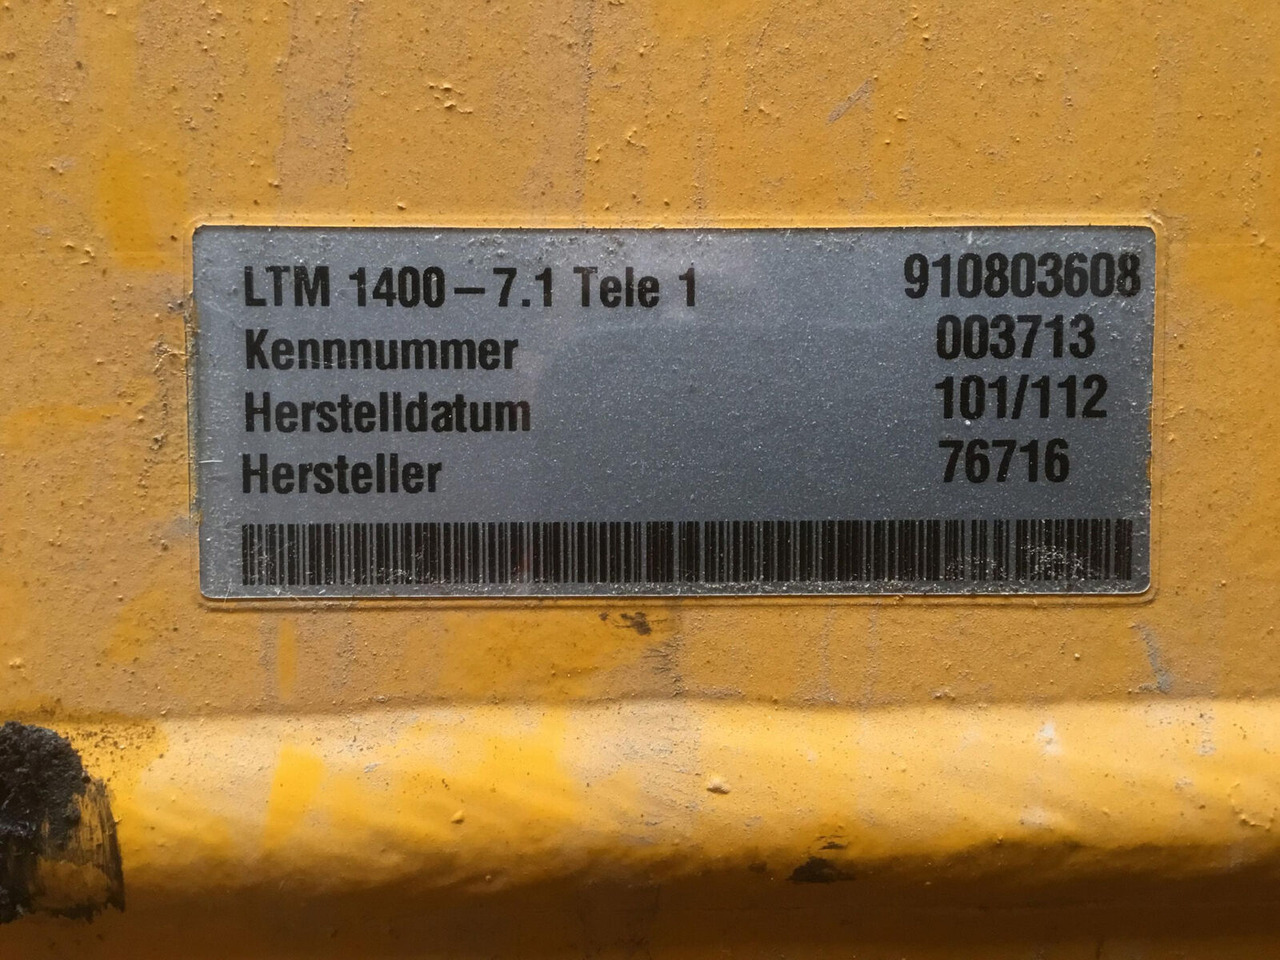 LTM 1400-7.1 Tele 1 910803608
Kennnummer 003713
Herstelldatum 101/112
Hersteller 76716